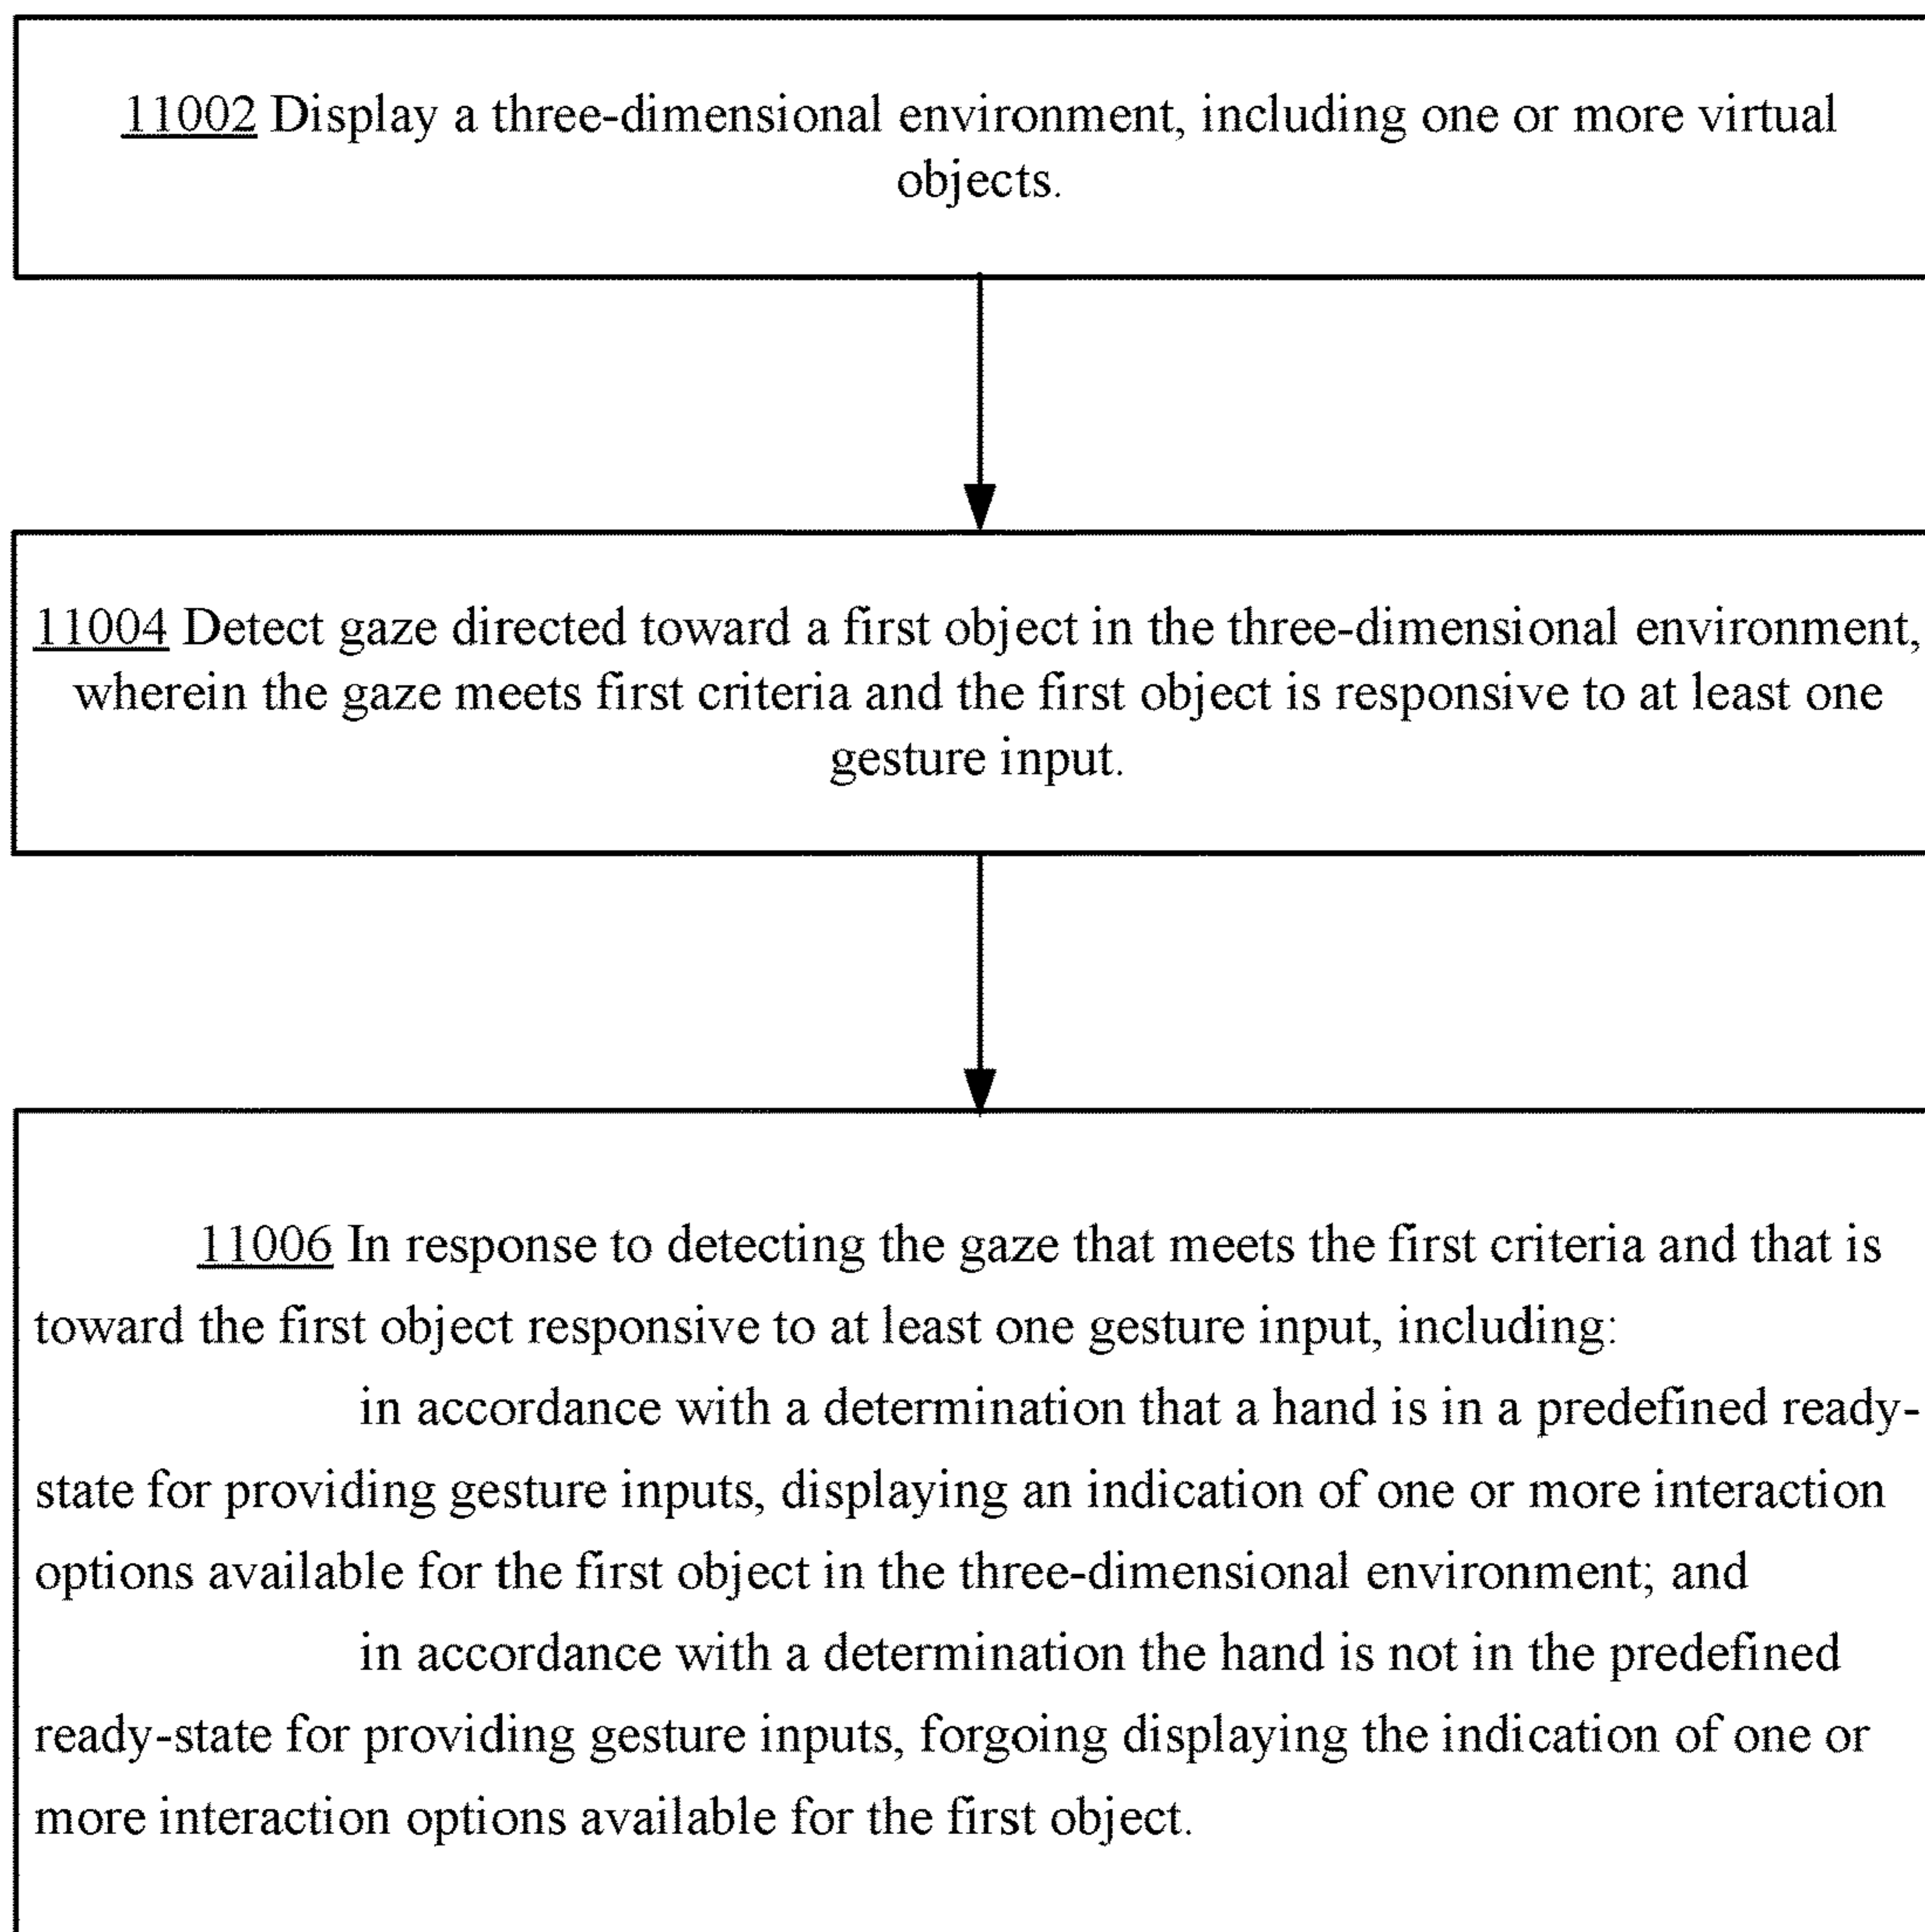 11002 Display a three-dimensional environment, including one or more virtual
objects.
11004 Detect gaze directed toward a first object in the three-dimensional environment,
wherein the gaze meets first criteria and the first object is responsive to at least one
gesture input.
11006 In response to detecting the gaze that meets the first criteria and that is
toward the first object responsive to at least one gesture input, including:
in accordance with a determination that a hand is in a predefined ready-
state for providing gesture inputs, displaying an indication of one or more interaction
options available for the first object in the three-dimensional environment; and
in accordance with a determination the hand is not in the predefined
ready-state for providing gesture inputs, forgoing displaying the indication of one or
more interaction options available for the first object.